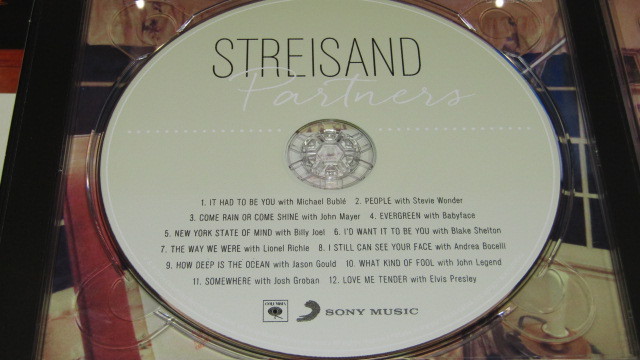 STREISAND
Partners
1. IT HAD TO BE YOU with Michael Bublé 2. PEOPLE with Stevie Wonder
3. COME RAIN OR COME SHINE with John Mayer 4. EVERGREEN with Babyface
5. NEW YORK STATE OF MIND with Billy Joel 6. I'D WANT IT TO BE YOU with Blake Shelton
7. THE WAY WE WERE with Lionel Richie 8. I STILL CAN SEE YOUR FACE with Andrea Bocelli
9. HOW DEEP IS THE OCEAN with Jason Gould 10. WHAT KIND OF FOOL with John Legend
11. SOMEWHERE with Josh Groban 12. LOVE ME TENDER with Elvis Presley
COLUMBIA SONY MUSIC